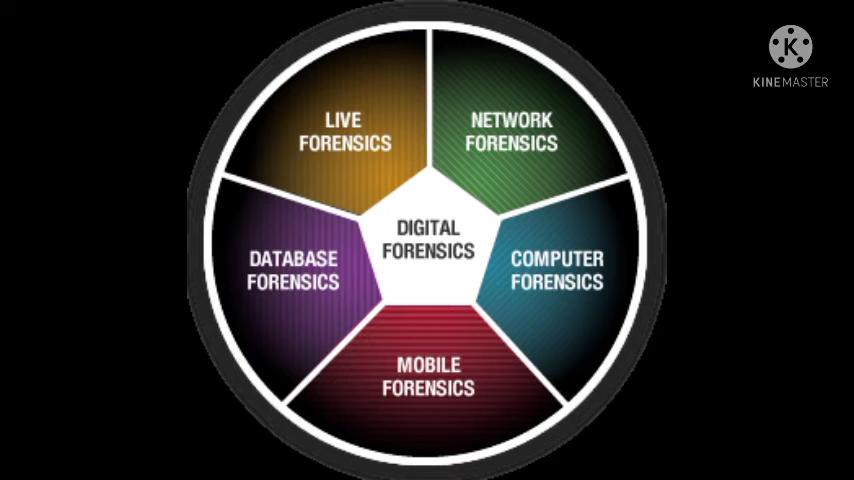 LIVE
FORENSICS
NETWORK
FORENSICS
DIGITAL
FORENSICS
DATABASE
FORENSICS
COMPUTER
FORENSICS
MOBILE
FORENSICS
K
KINEMASTER